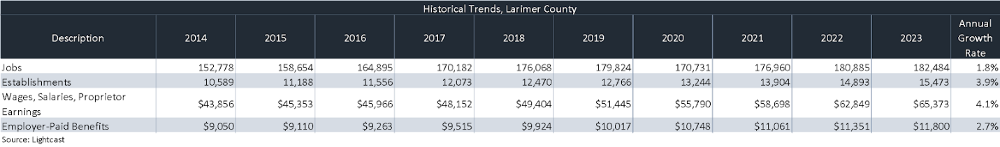 Historical Trends, Larimer County
Description 2014 2015 2016 2017 2018 2019 2020 2021 2022 2023 Annual Growth Rate
Jobs 152,778 158,654 164,895 170,182 176,068 179,824 170,731 176,960 180,885 182,484 1.8%
Establishments 10,589 11,188 11,556 12,073 12,470 12,766 13,244 13,904 14,893 15,473 3.9%
Wages, Salaries, Proprietor Earnings $43,856 $45,353 $45,966 $48,152 $49,404 $51,445 $55,790 $58,698 $62,849 $65,373 4.1%
Employer-Paid Benefits $9,050 $9,110 $9,263 $9,515 $9,924 $10,017 $10,748 $11,061 $11,351 $11,800 2.7%
Source: Lightcast